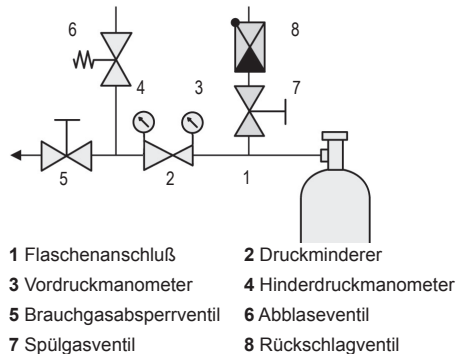 6
8
4
3
7
5
2
1
1 Flaschenanschluß 2 Druckminderer
3 Vordruckmanometer 4 Hinderdruckmanometer
5 Brauchgasabsperrventil 6 Abblaseventil
7 Spülgasventil 8 Rückschlagventil